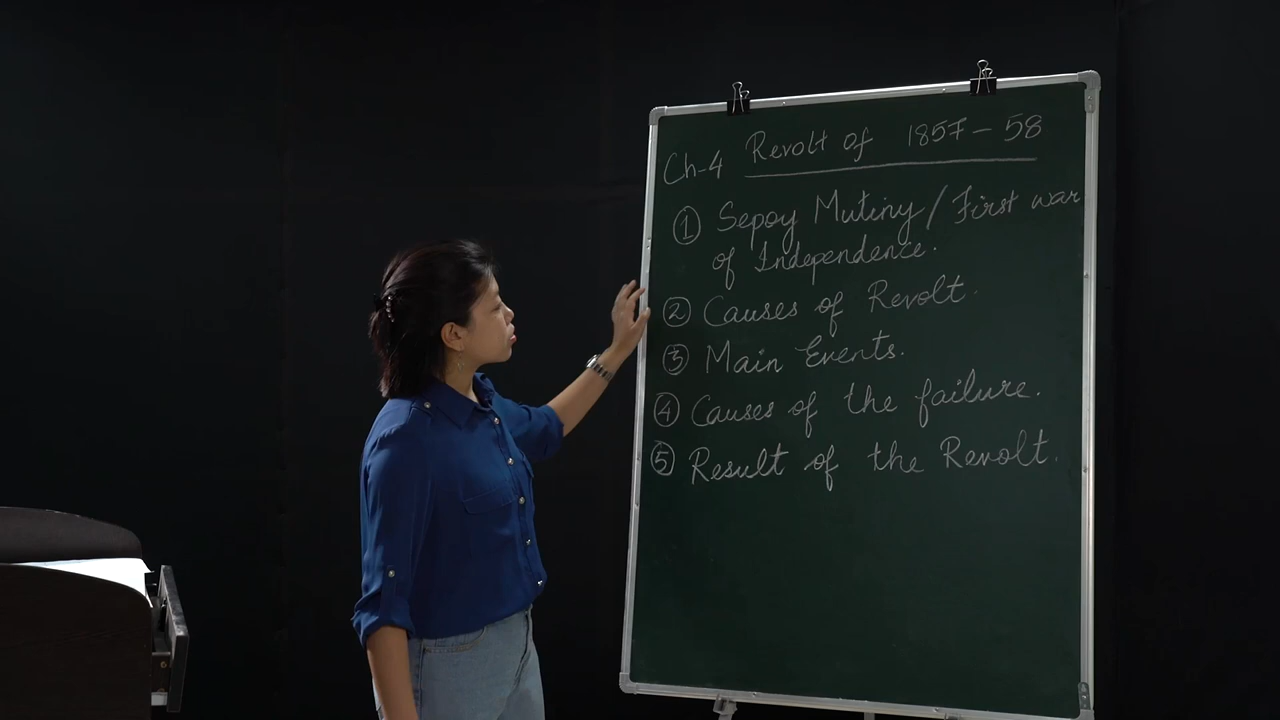 Ch-4 Revolt of 1857-58
① Sepoy Mutiny / First war
of Independence.
② Causes of Revolt.
③ Main Events.
④ Causes of the failure.
⑤ Result of the Revolt.